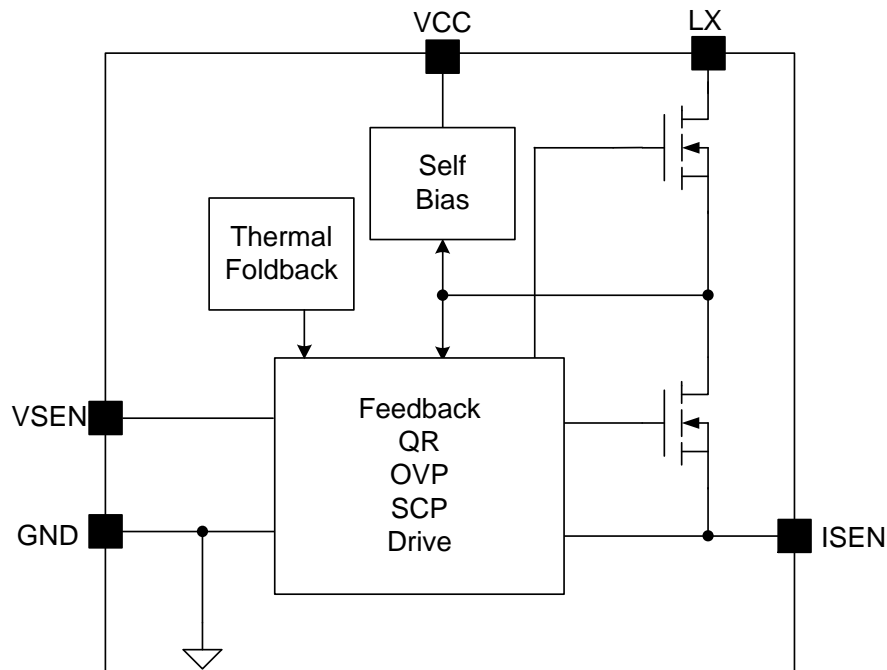 VCC
LX
Self
Bias
Thermal
Foldback
VSEN
Feedback
QR
OVP
SCP
Drive
GND
ISEN